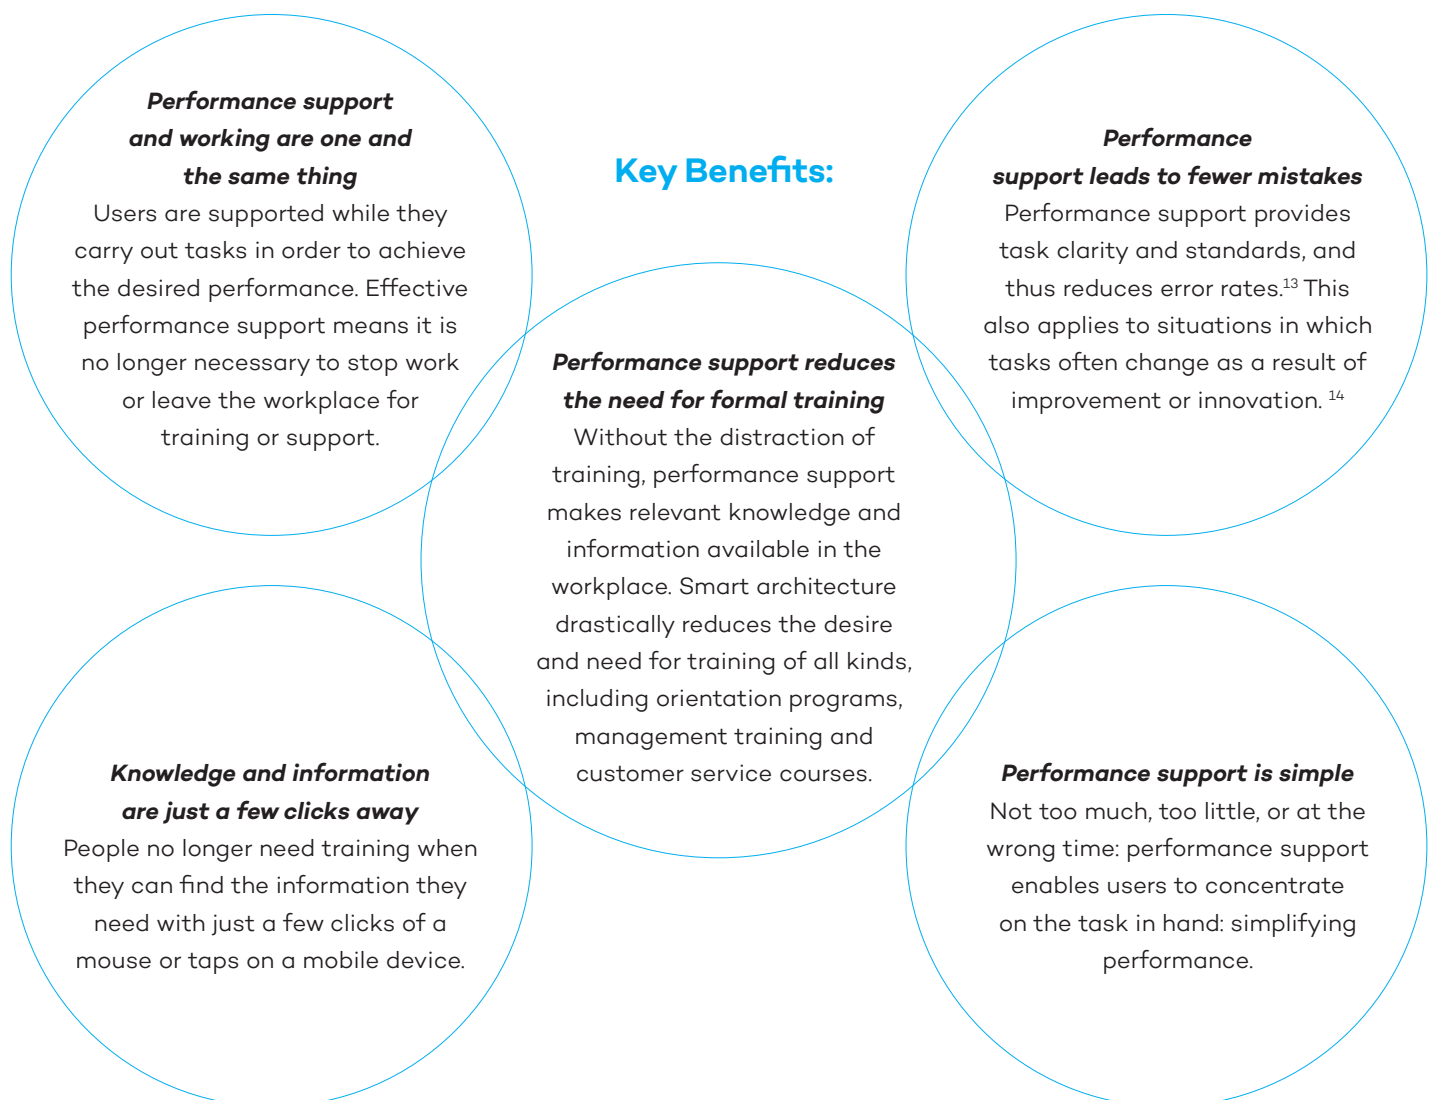 Key Benefits:
Performance support
and working are one and
the same thing
Users are supported while they
carry out tasks in order to achieve
the desired performance. Effective
performance support means it is
no longer necessary to stop work
or leave the workplace for
training or support.
Performance
support leads to fewer mistakes
Performance support provides
task clarity and standards, and
thus reduces error rates.13 This
also applies to situations in which
tasks often change as a result of
improvement or innovation. 14
Performance support reduces
the need for formal training
Without the distraction of
training, performance support
makes relevant knowledge and
information available in the
workplace. Smart architecture
drastically reduces the desire
and need for training of all kinds,
including orientation programs,
management training and
customer service courses.
Knowledge and information
are just a few clicks away
People no longer need training when
they can find the information they
need with just a few clicks of a
mouse or taps on a mobile device.
Performance support is simple
Not too much, too little, or at the
wrong time: performance support
enables users to concentrate
on the task in hand: simplifying
performance.